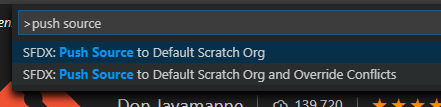 >push source
SFDX: Push Source to Default Scratch Org
SFDX: Push Source to Default Scratch Org and Override Conflicts
Don Jayamanne 139,720